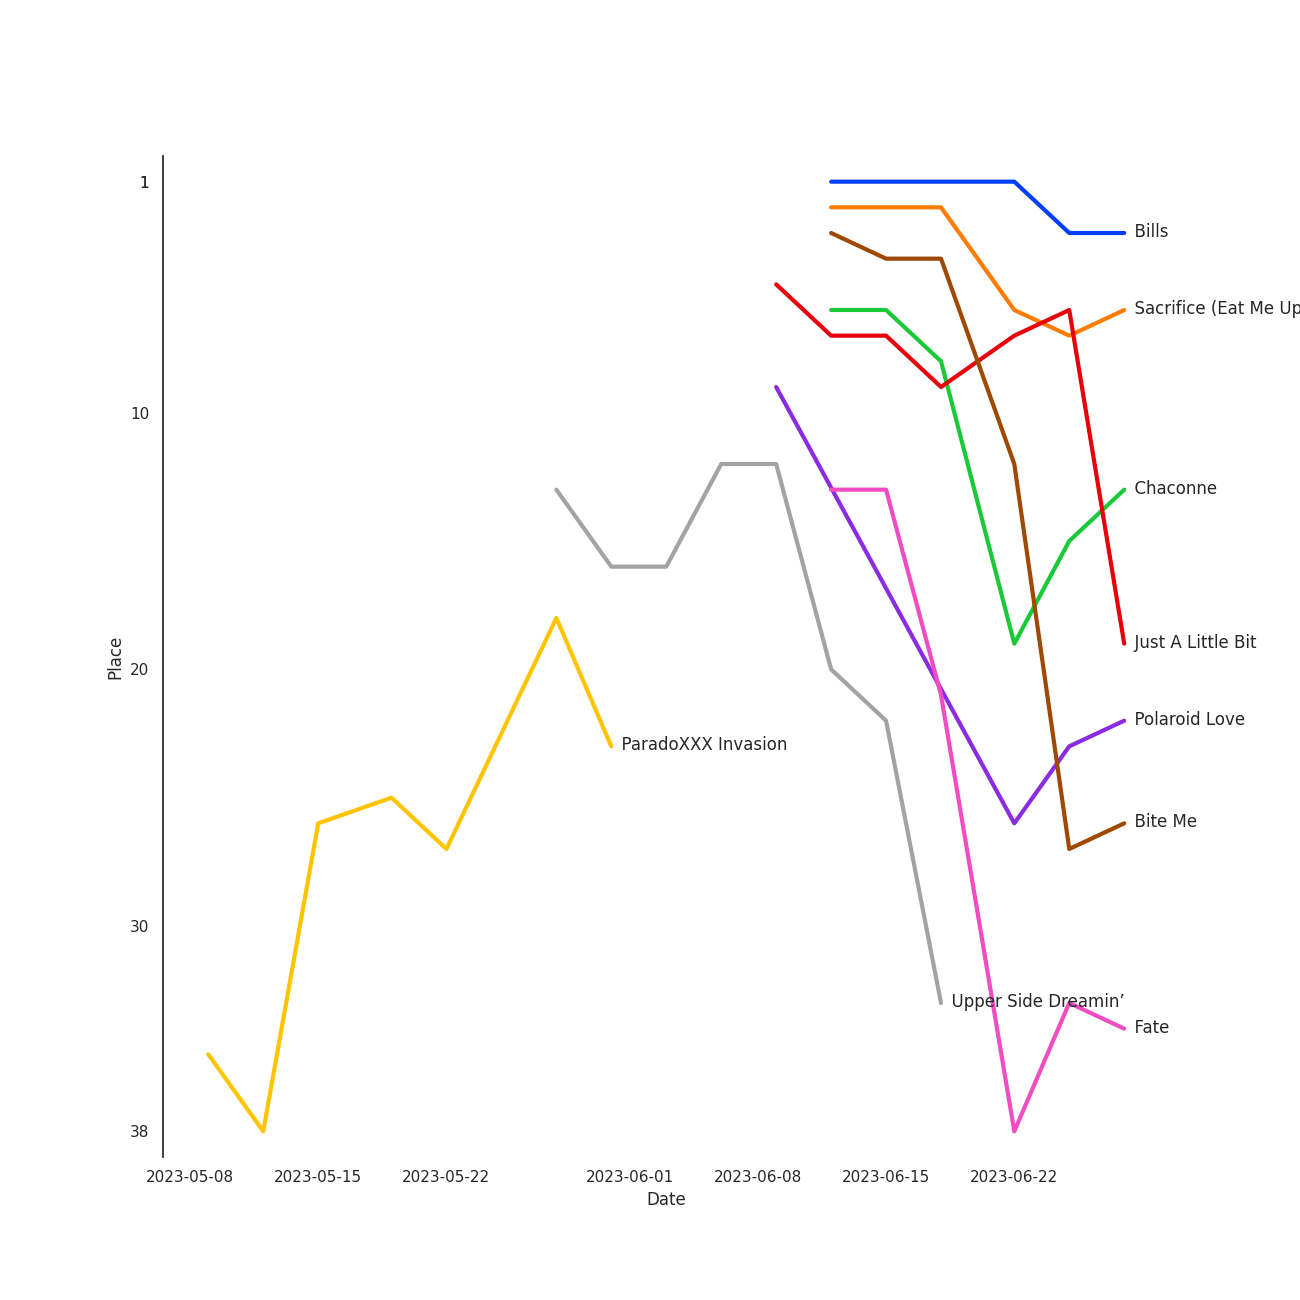 1
Bills
Sacrifice (Eat Me Up
10
Chaconne
Just A Little Bit
Place
20
Polaroid Love
ParadoXXX Invasion
Bite Me
30
Upper Side Dreamin’
Fate
38
2023-05-08 2023-05-15 2023-05-22 2023-06-01 2023-06-08 2023-06-15 2023-06-22
Date